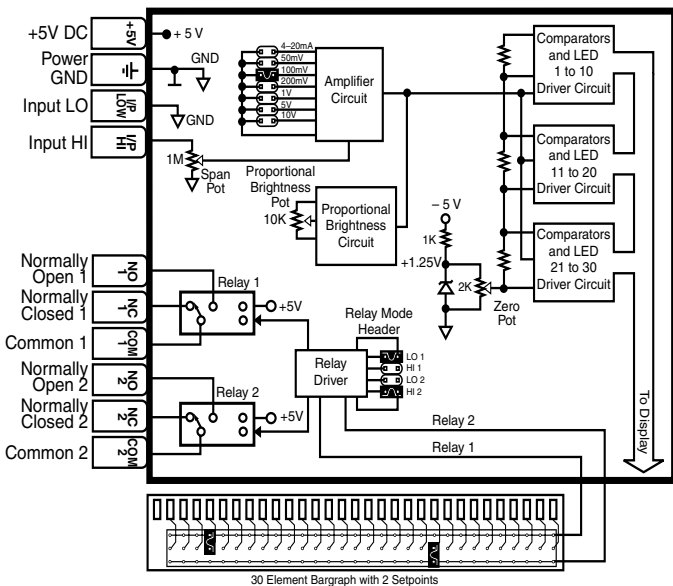 +5V DC
+5V
+ 5 V
Power
GND
GND
Input LO
I/P
LOW
GND
Input HI
I/P
HI
1M
Span
Pot
4–20mA
50mV
100mV
200mV
1V
5V
10V
Amplifier
Circuit
Proportional
Brightness
Pot
10K
Proportional
Brightness
Circuit
Comparators
and LED
1 to 10
Driver Circuit
Comparators
and LED
11 to 20
Driver Circuit
Comparators
and LED
21 to 30
Driver Circuit
– 5 V
1K
+1.25V
2K
Zero
Pot
Normally
Open 1
NO
1
Normally
Closed 1
NC
1
Common 1
COM
1
Normally
Open 2
NO
2
Normally
Closed 2
NC
2
Common 2
COM
2
Relay 1
+5V
Relay 2
+5V
Relay Mode
Header
Relay
Driver
LO 1
HI 1
LO 2
HI 2
Relay 2
Relay 1
To Display
30 Element Bargraph with 2 Setpoints